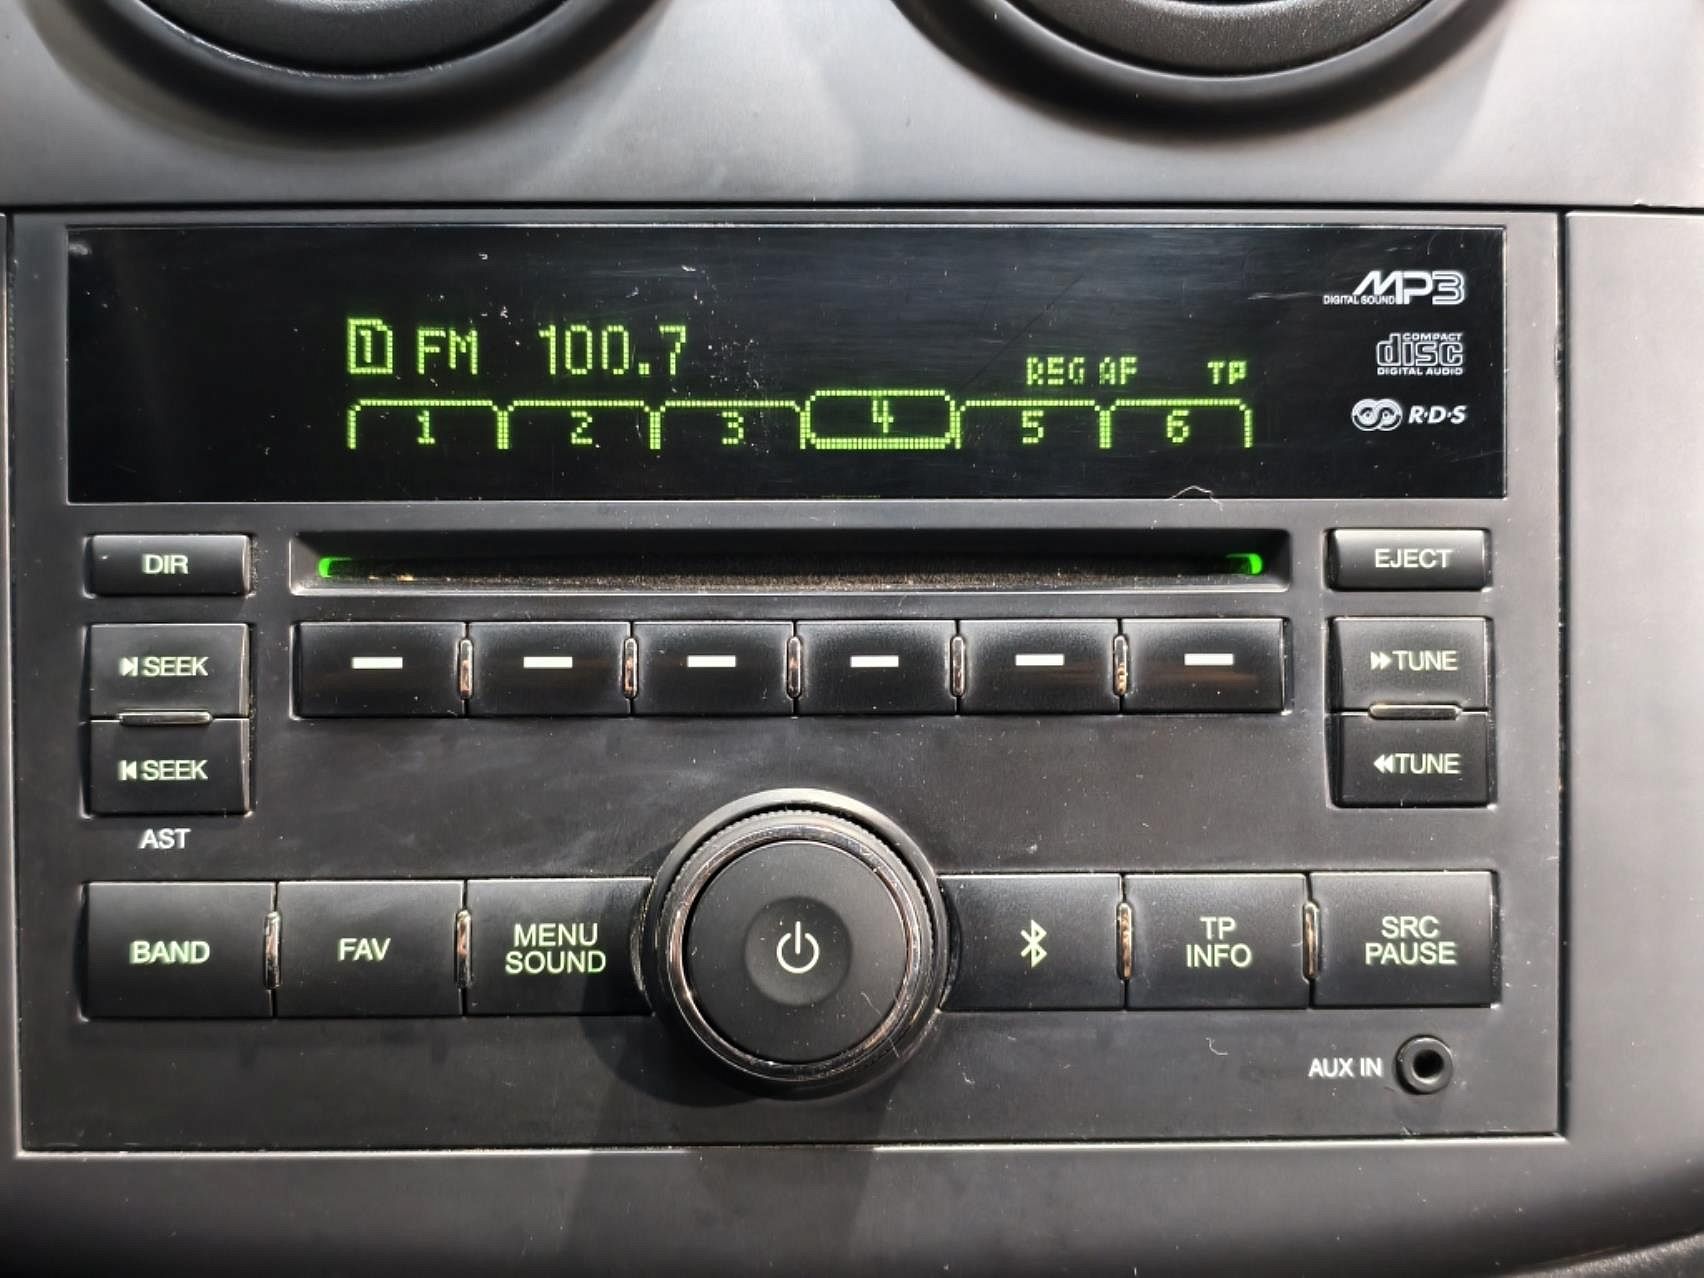 MP3
DIGITAL SOUND
1 FM 100.7
REG AF TP
COMPACT
disc
DIGITAL AUDIO
1 2 3 4 5 6
R·D·S
DIR
EJECT
SEEK
TUNE
SEEK
TUNE
AST
BAND
FAV
MENU
SOUND
TP
INFO
SRC
PAUSE
AUX IN